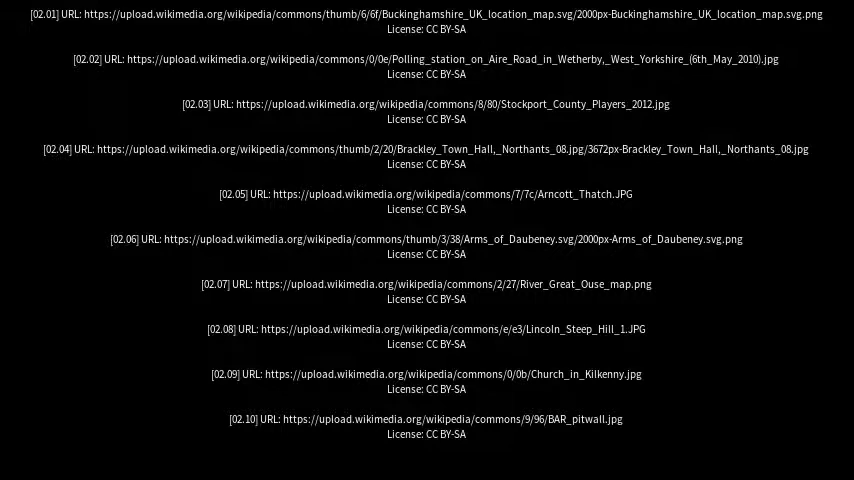 [02.01] URL: https://upload.wikimedia.org/wikipedia/commons/thumb/6/6f/Buckinghamshire_UK_location_map.svg/2000px-Buckinghamshire_UK_location_map.svg.png
License: CC BY-SA
[02.02] URL: https://upload.wikimedia.org/wikipedia/commons/0/0e/Polling_station_on_Aire_Road_in_Wetherby,_West_Yorkshire_(6th_May_2010).jpg
License: CC BY-SA
[02.03] URL: https://upload.wikimedia.org/wikipedia/commons/8/80/Stockport_County_Players_2012.jpg
License: CC BY-SA
[02.04] URL: https://upload.wikimedia.org/wikipedia/commons/thumb/2/20/Brackley_Town_Hall,_Northants_08.jpg/3672px-Brackley_Town_Hall,_Northants_08.jpg
License: CC BY-SA
[02.05] URL: https://upload.wikimedia.org/wikipedia/commons/7/7c/Arncott_Thatch.JPG
License: CC BY-SA
[02.06] URL: https://upload.wikimedia.org/wikipedia/commons/thumb/3/38/Arms_of_Daubeney.svg/2000px-Arms_of_Daubeney.svg.png
License: CC BY-SA
[02.07] URL: https://upload.wikimedia.org/wikipedia/commons/2/27/River_Great_Ouse_map.png
License: CC BY-SA
[02.08] URL: https://upload.wikimedia.org/wikipedia/commons/e/e3/Lincoln_Steep_Hill_1.JPG
License: CC BY-SA
[02.09] URL: https://upload.wikimedia.org/wikipedia/commons/0/0b/Church_in_Kilkenny.jpg
License: CC BY-SA
[02.10] URL: https://upload.wikimedia.org/wikipedia/commons/9/96/BAR_pitwall.jpg
License: CC BY-SA